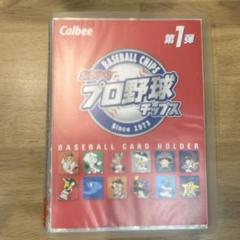 Calbee
第1弾
BASEBALL CHIPS
プロ野球
チップス
Since 1973
BASEBALL CARD HOLDER